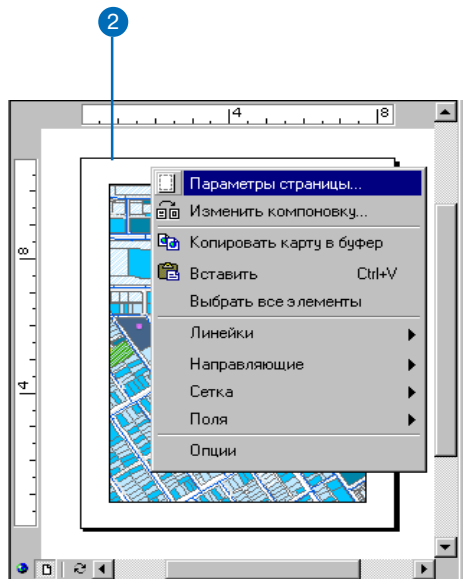 2
4 8
Параметры страницы...
Изменить компоновку...
Копировать карту в буфер
Вставить Ctrl+V
Выбрать все элементы
Линейки
Направляющие
Сетка
Поля
Опции
8
4